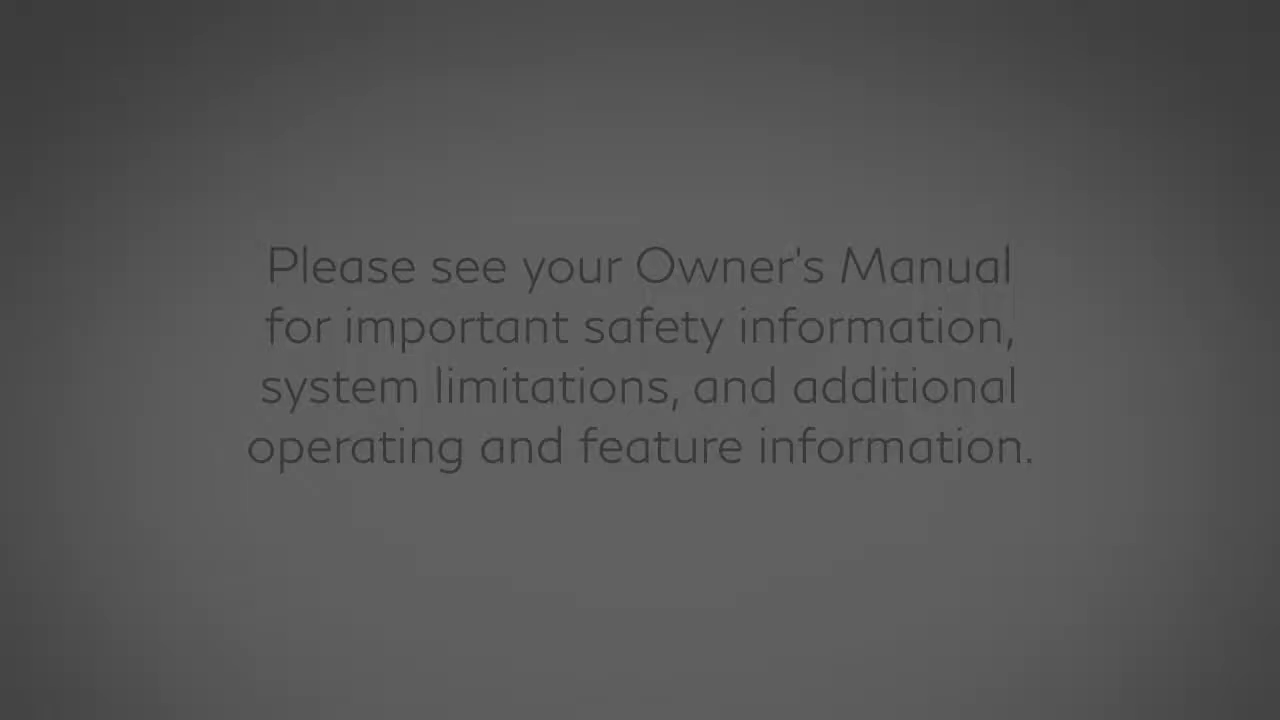 Please see your Owner's Manual
for important safety information,
system limitations, and additional
operating and feature information.